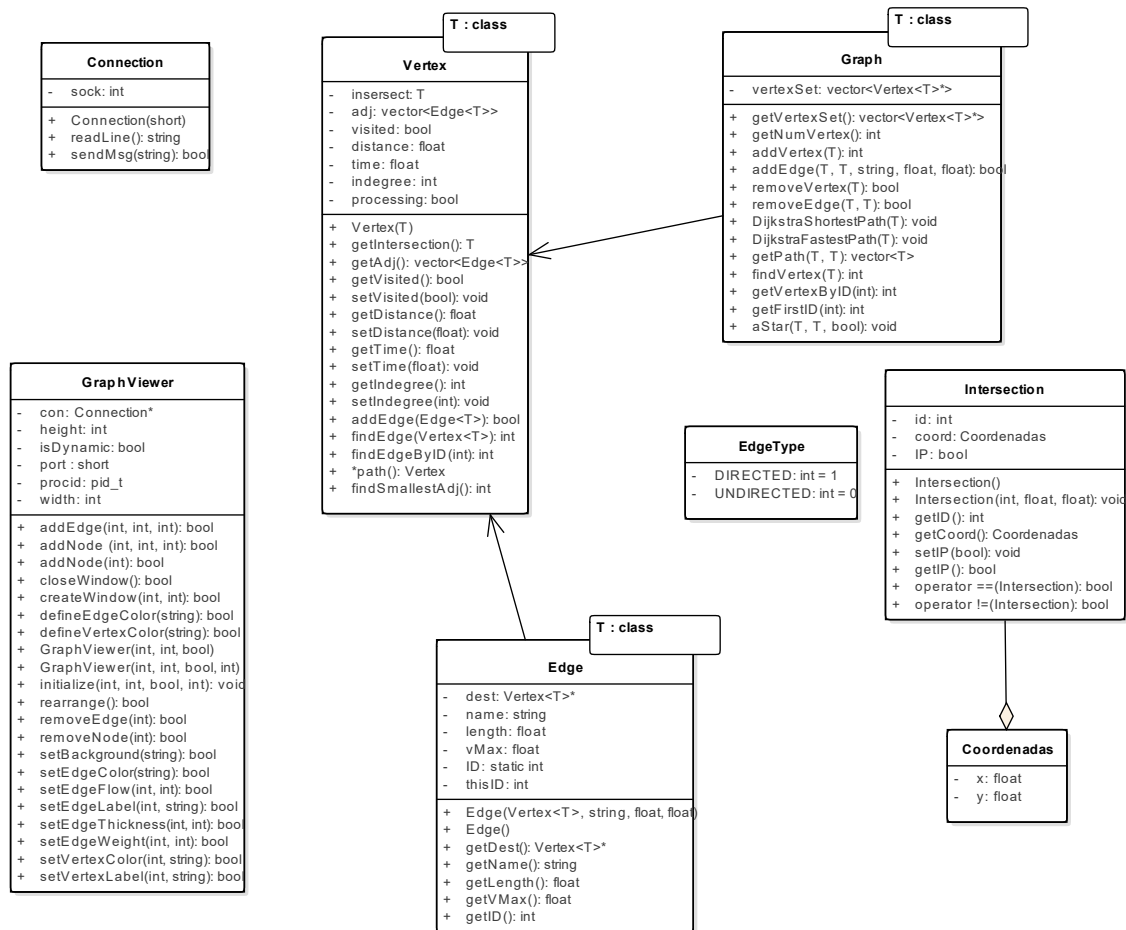 Connection
- sock: int
+ Connection(short)
+ readLine(): string
+ sendMsg(string): bool
T : class
Vertex
- insersect: T
- adj: vector<Edge<T>>
- visited: bool
- distance: float
- time: float
- indegree: int
- processing: bool
+ Vertex(T)
+ getIntersection(): T
+ getAdj(): vector<Edge<T>>
+ getVisited(): bool
+ setVisited(bool): void
+ getDistance(): float
+ setDistance(float): void
+ getTime(): float
+ setTime(float): void
+ getIndegree(): int
+ setIndegree(int): void
+ addEdge(Edge<T>): bool
+ findEdge(Vertex<T>): int
+ findEdgeByID(int): int
+ *path(): Vertex
+ findSmallestAdj(): int
T : class
Graph
- vertexSet: vector<Vertex<T>*>
+ getVertexSet(): vector<Vertex<T>*>
+ getNumVertex(): int
+ addVertex(T): int
+ addEdge(T, T, string, float, float): bool
+ removeVertex(T): bool
+ removeEdge(T, T): bool
+ DijkstraShortestPath(T): void
+ DijkstraFastestPath(T): void
+ getPath(T, T): vector<T>
+ findVertex(T): int
+ getVertexByID(int): int
+ getFirstID(int): int
+ aStar(T, T, bool): void
GraphViewer
- con: Connection*
- height: int
- isDynamic: bool
- port : short
- procid: pid_t
- width: int
+ addEdge(int, int, int): bool
+ addNode (int, int, int): bool
+ addNode(int): bool
+ closeWindow(): bool
+ createWindow(int, int): bool
+ defineEdgeColor(string): bool
+ defineVertexColor(string): bool
+ GraphViewer(int, int, bool)
+ GraphViewer(int, int, bool, int)
+ initialize(int, int, bool, int): void
+ rearrange(): bool
+ removeEdge(int): bool
+ removeNode(int): bool
+ setBackground(string): bool
+ setEdgeColor(string): bool
+ setEdgeFlow(int, int): bool
+ setEdgeLabel(int, string): bool
+ setEdgeThickness(int, int): bool
+ setEdgeWeight(int, int): bool
+ setVertexColor(int, string): bool
+ setVertexLabel(int, string): bool
EdgeType
- DIRECTED: int = 1
- UNDIRECTED: int = 0
Intersection
- id: int
- coord: Coordenadas
- IP: bool
+ Intersection()
+ Intersection(int, float, float): void
+ getID(): int
+ getCoord(): Coordenadas
+ setIP(bool): void
+ getIP(): bool
+ operator ==(Intersection): bool
+ operator !=(Intersection): bool
T : class
Edge
- dest: Vertex<T>*
- name: string
- length: float
- vMax: float
- ID: static int
- thisID: int
+ Edge(Vertex<T>, string, float, float)
+ Edge()
+ getDest(): Vertex<T>*
+ getName(): string
+ getLength(): float
+ getVMax(): float
+ getID(): int
Coordenadas
- x: float
- y: float